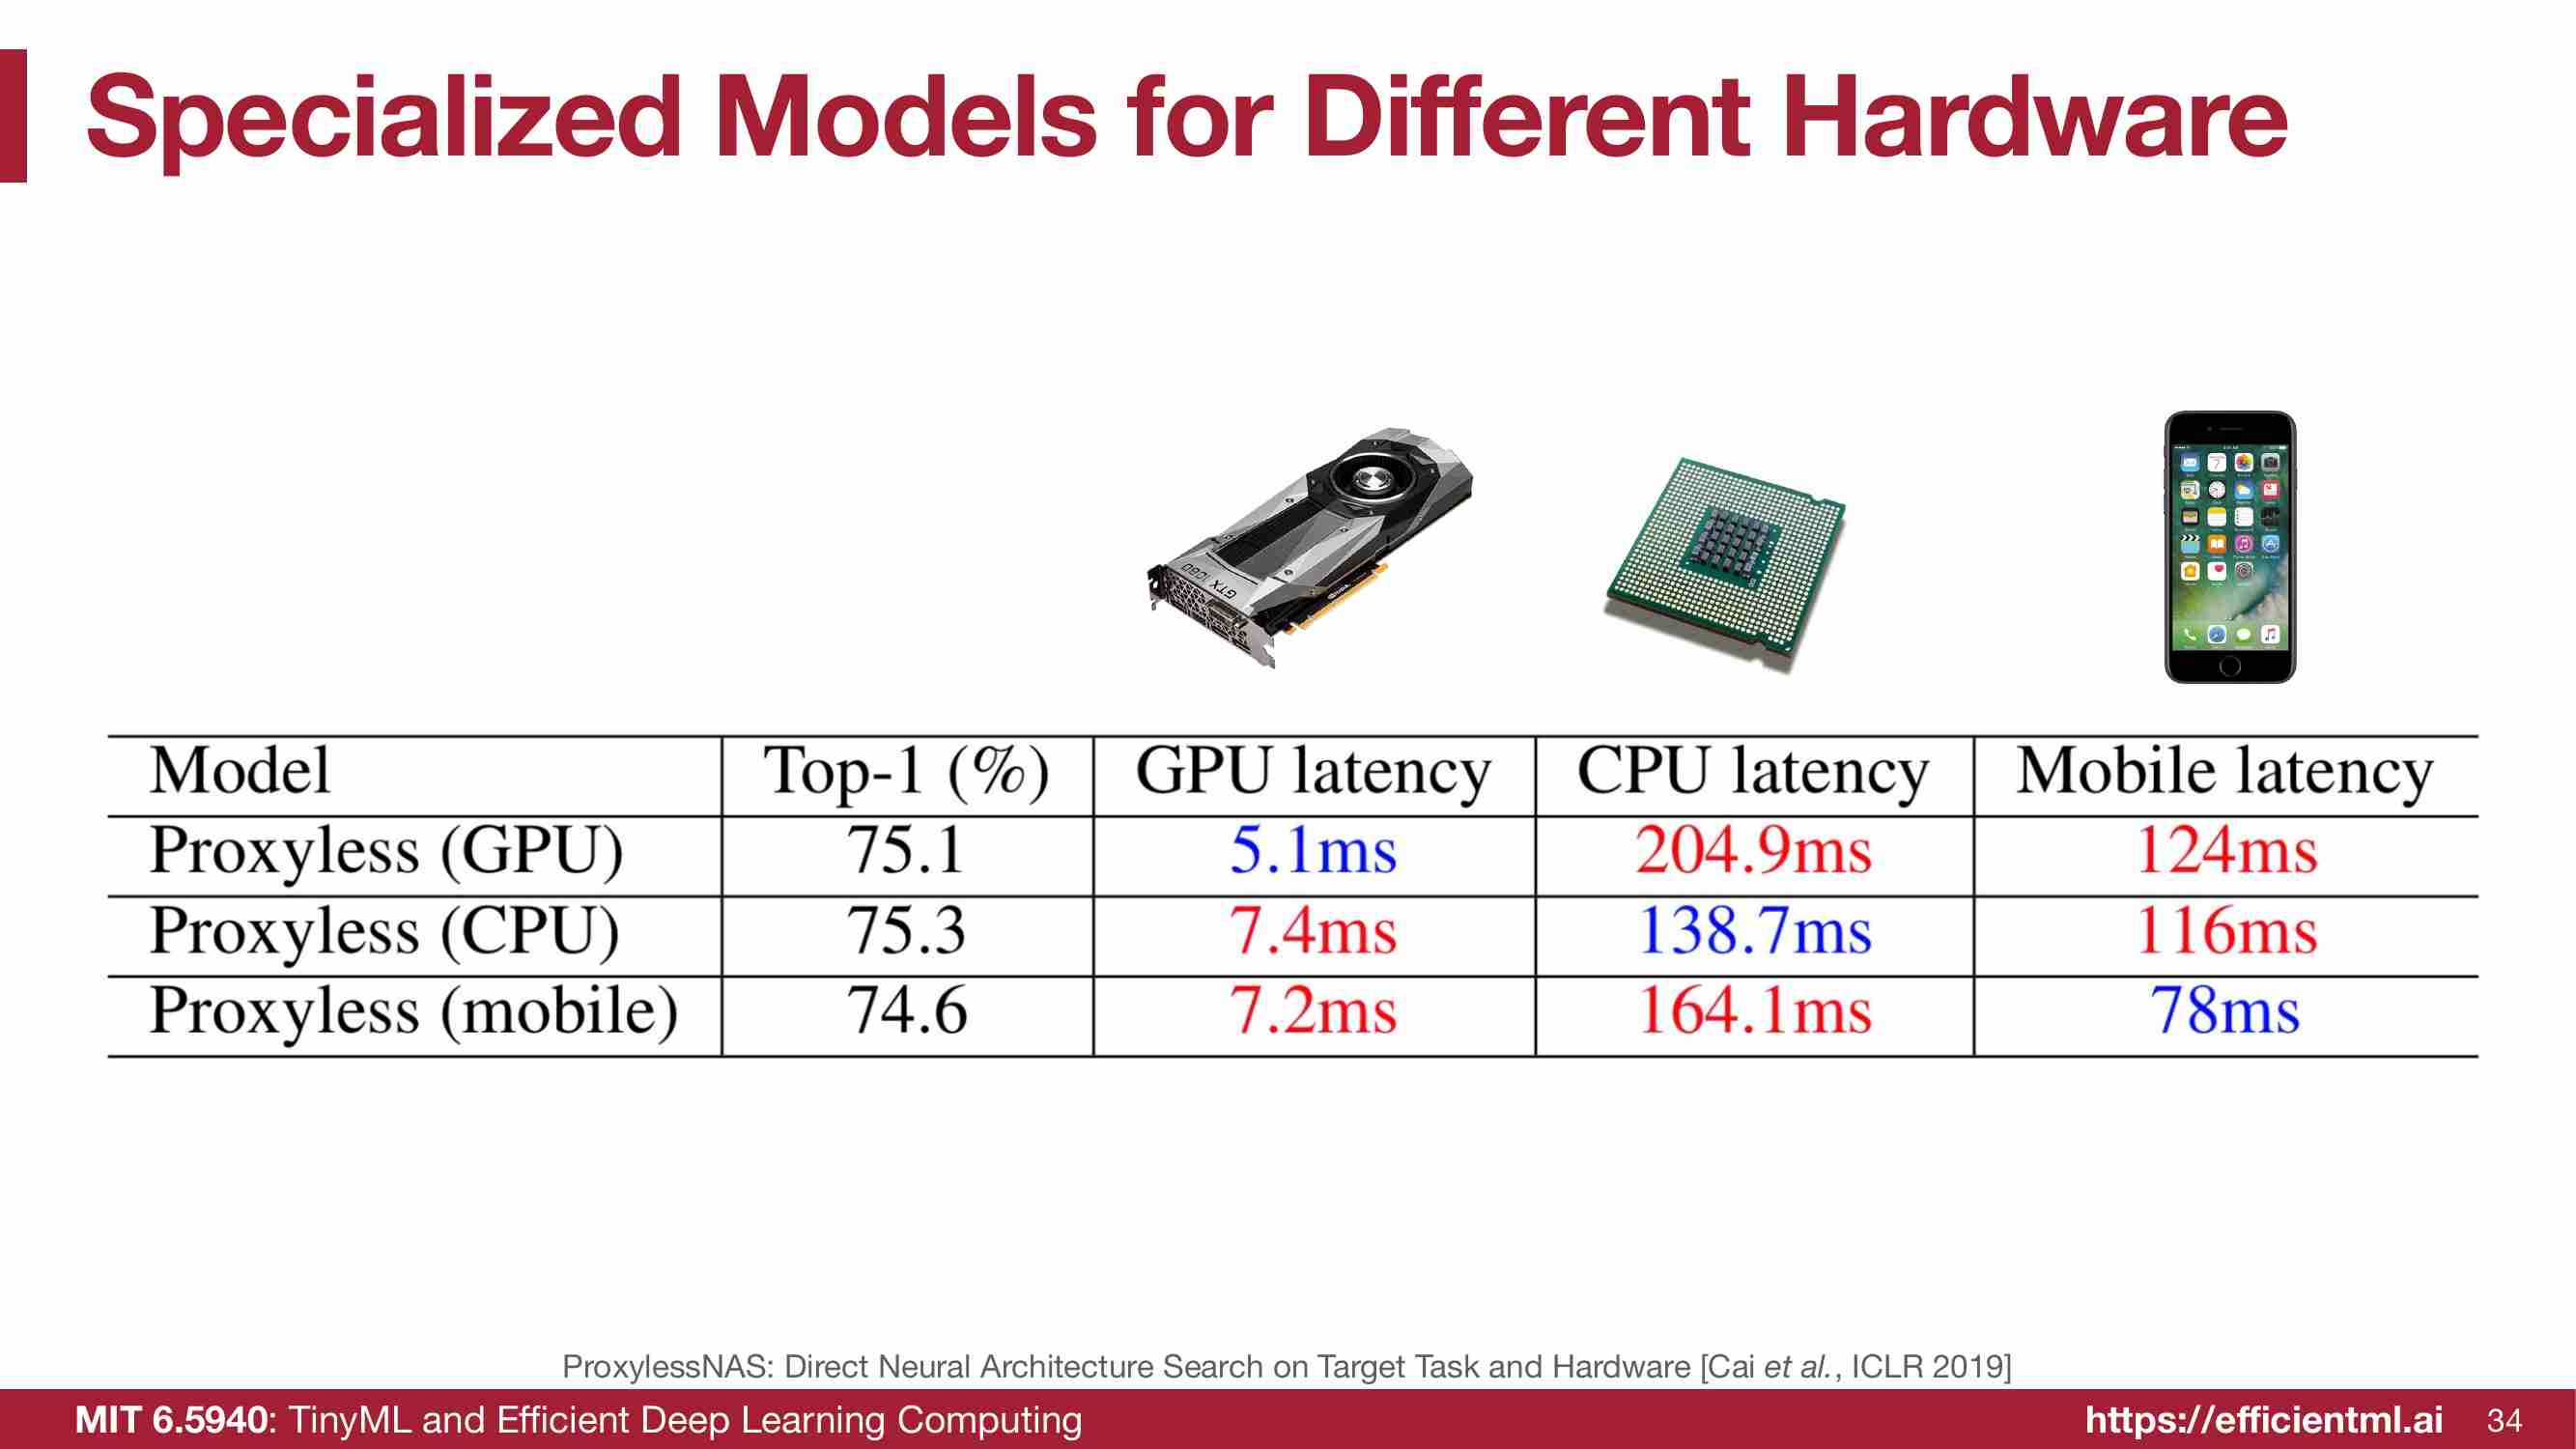 Specialized Models for Different Hardware
GTX 1080
Model Top-1 (%) GPU latency CPU latency Mobile latency
Proxyless (GPU) 75.1 5.1ms 204.9ms 124ms
Proxyless (CPU) 75.3 7.4ms 138.7ms 116ms
Proxyless (mobile) 74.6 7.2ms 164.1ms 78ms
ProxylessNAS: Direct Neural Architecture Search on Target Task and Hardware [Cai et al., ICLR 2019]
MIT 6.5940: TinyML and Efficient Deep Learning Computing https://efficientml.ai 34